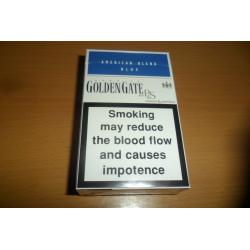 AMERICAN BLEND
BLUE
GOLDEN GATE
Smoking
may reduce
the blood flow
and causes
impotence